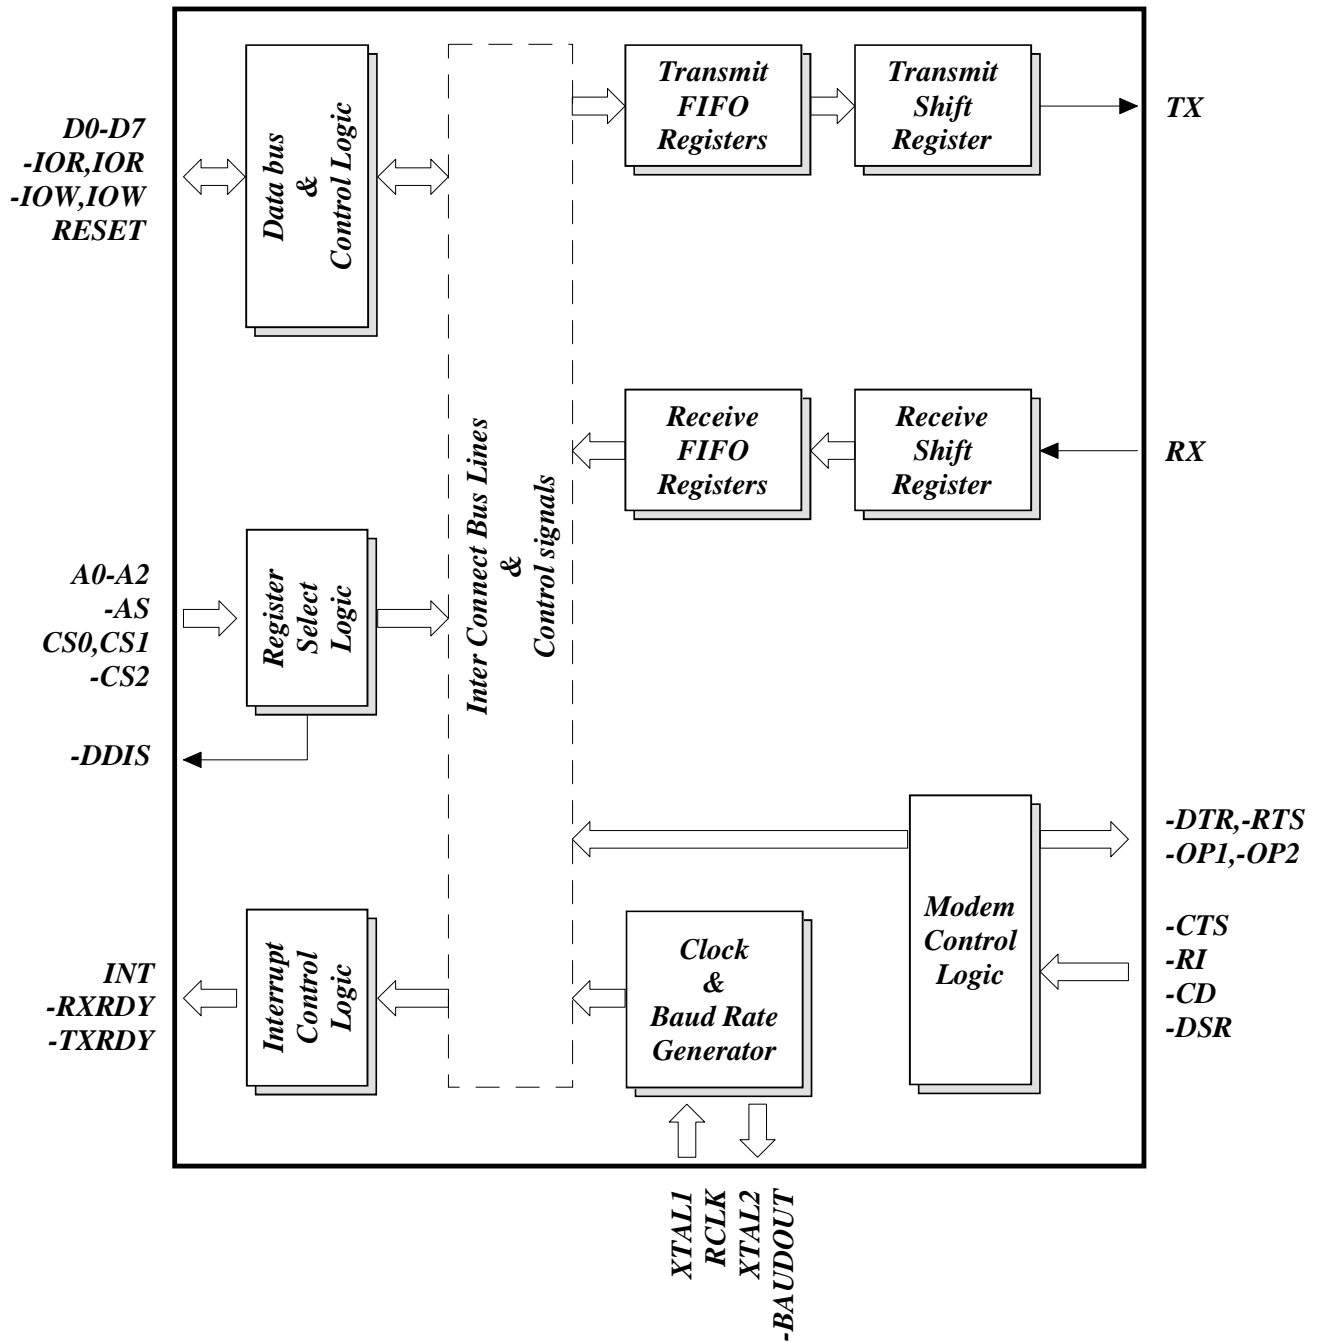 D0-D7
-IOR,IOR
-IOW,IOW
RESET
Data bus
&
Control Logic
Transmit
FIFO
Registers
Transmit
Shift
Register
TX
Receive
FIFO
Registers
Receive
Shift
Register
RX
Inter Connect Bus Lines
&
Control signals
A0-A2
-AS
CS0,CS1
-CS2
Register
Select
Logic
-DDIS
-DTR,-RTS
-OP1,-OP2
Modem
Control
Logic
-CTS
-RI
-CD
-DSR
INT
-RXRDY
-TXRDY
Interrupt
Control
Logic
Clock
&
Baud Rate
Generator
XTAL1
RCLK
XTAL2
-BAUDOUT